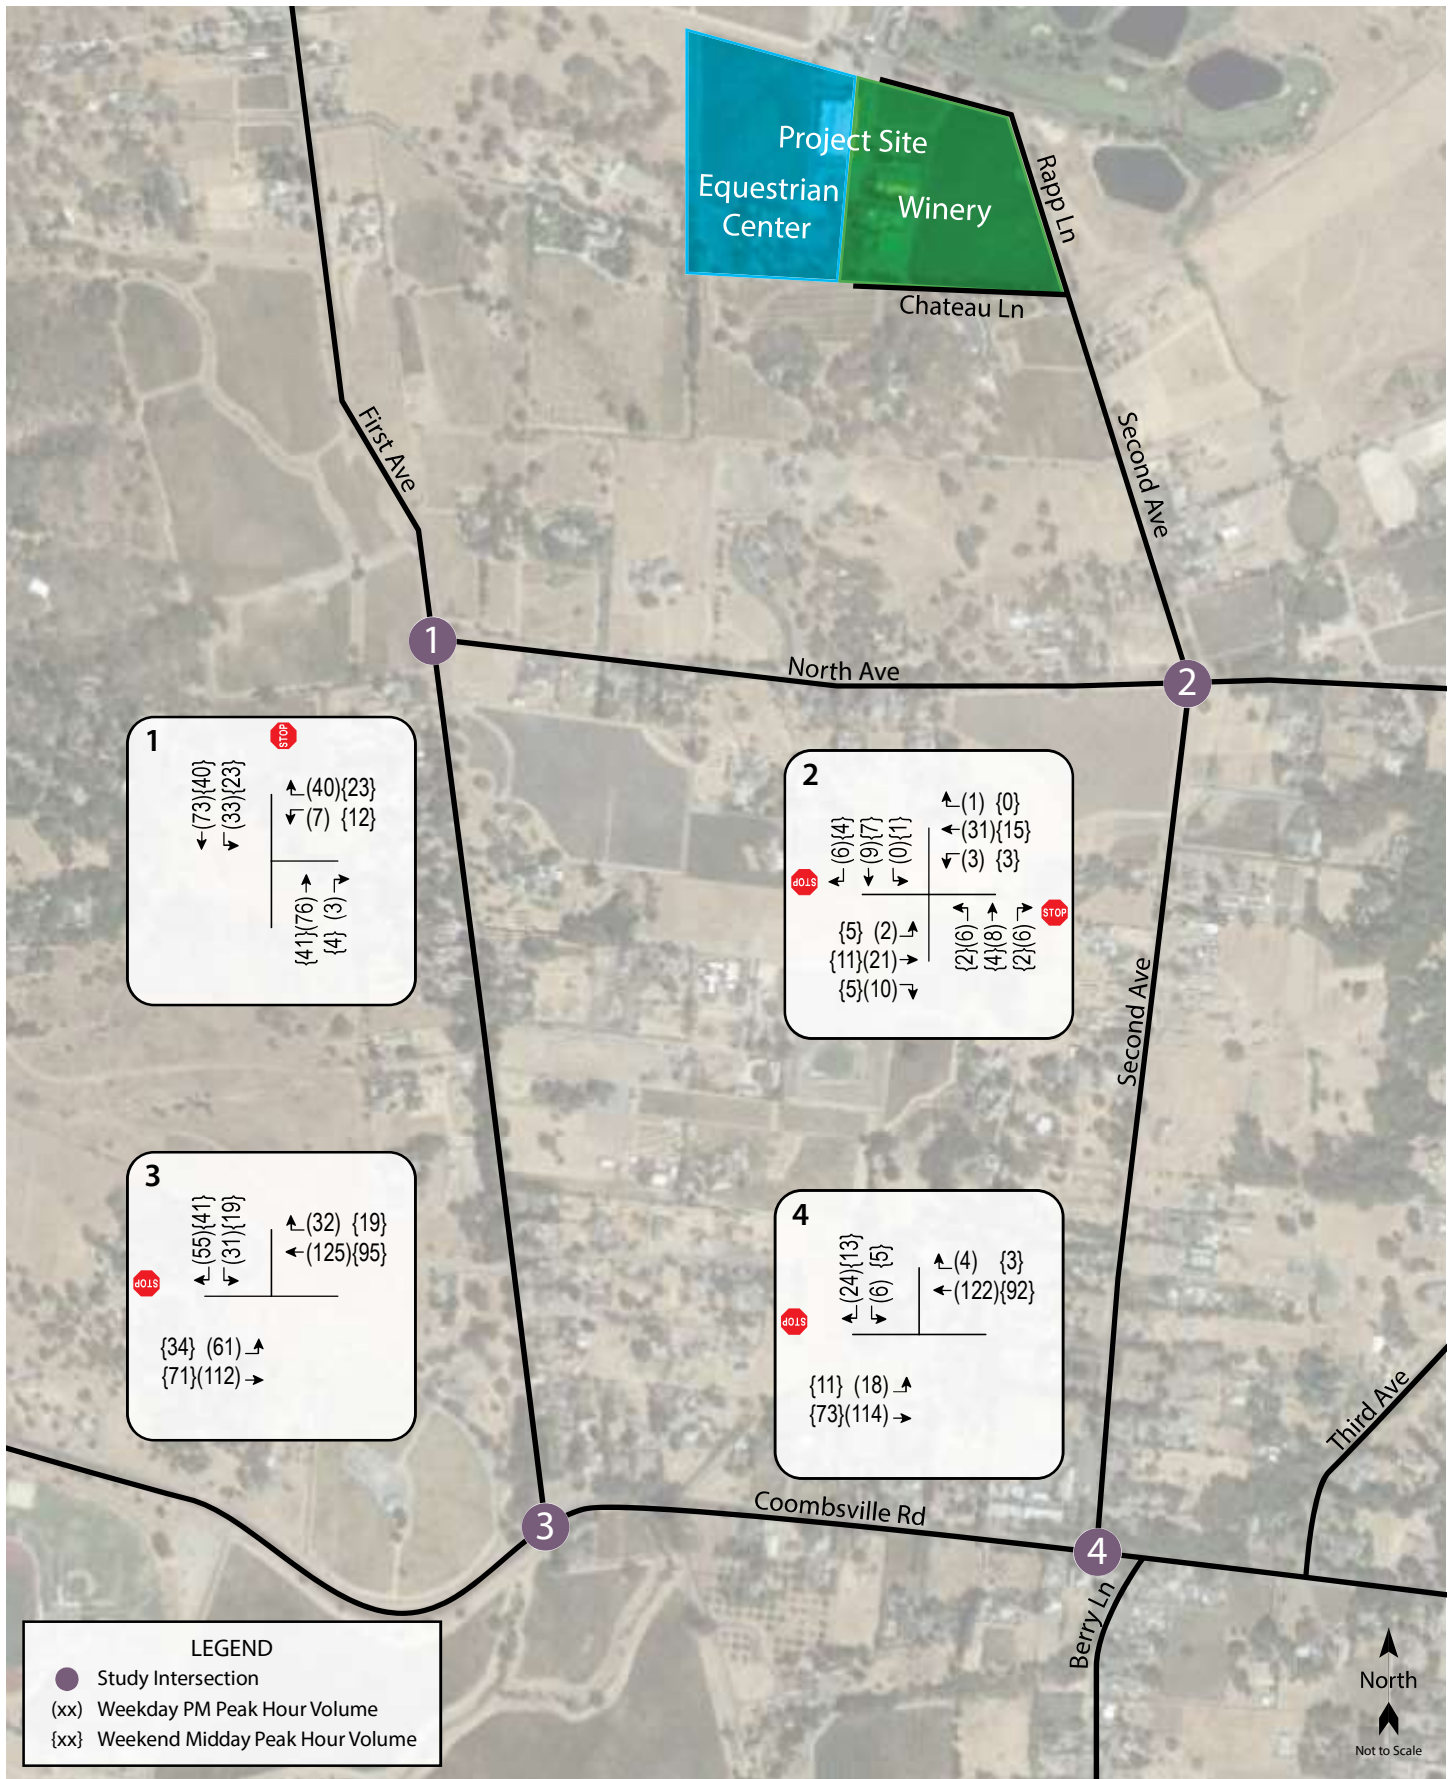 Project Site
Equestrian
Center
Winery
Rapp Ln
Chateau Ln
First Ave
Second Ave
1
North Ave
2
1
STOP
(73){40}
(33){23}
(40){23}
(7) {12}
{41}(76)
{4} (3)
2
(6){4}
(9){7}
(0){1}
(1) {0}
(31){15}
(3) {3}
STOP
STOP
{5} (2)
{11}(21)
{5}(10)
{2}(6)
{4}(8)
{2}(6)
Second Ave
3
(55){41}
(31){19}
(32) {19}
(125){95}
STOP
{34} (61)
{71}(112)
4
(24){13}
(6) {5}
(4) {3}
(122){92}
STOP
{11} (18)
{73}(114)
Third Ave
3
Coombsville Rd
4
Berry Ln
LEGEND
Study Intersection
(xx) Weekday PM Peak Hour Volume
{xx} Weekend Midday Peak Hour Volume
North
Not to Scale